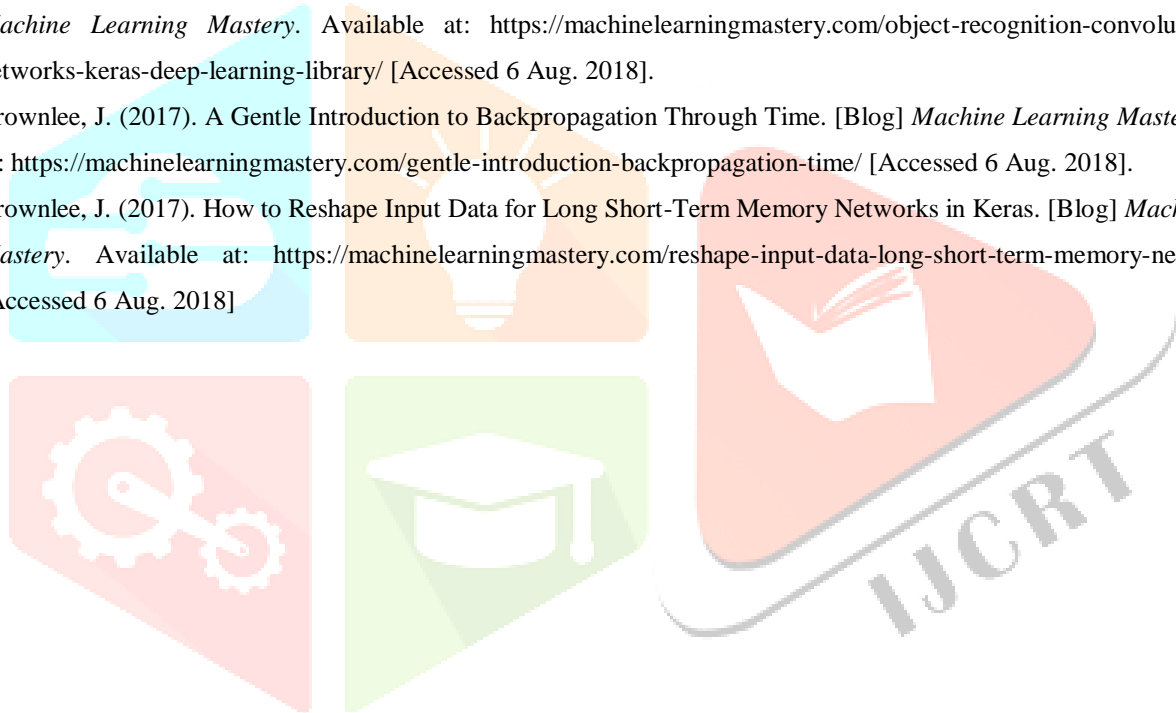 achine Learning Mastery. Available at: https://machinelearningmastery.com/object-recognition-convolu
etworks-keras-deep-learning-library/ [Accessed 6 Aug. 2018].
rownlee, J. (2017). A Gentle Introduction to Backpropagation Through Time. [Blog] Machine Learning Maste
: https://machinelearningmastery.com/gentle-introduction-backpropagation-time/ [Accessed 6 Aug. 2018].
rownlee, J. (2017). How to Reshape Input Data for Long Short-Term Memory Networks in Keras. [Blog] Mach
astery. Available at: https://machinelearningmastery.com/reshape-input-data-long-short-term-memory-ne
Accessed 6 Aug. 2018]
IJCRT